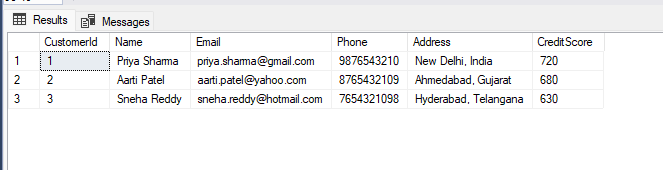 Results Messages
CustomerId Name Email Phone Address CreditScore
1 1 Priya Sharma priya.sharma@gmail.com 9876543210 New Delhi, India 720
2 2 Aarti Patel aarti.patel@yahoo.com 8765432109 Ahmedabad, Gujarat 680
3 3 Sneha Reddy sneha.reddy@hotmail.com 7654321098 Hyderabad, Telangana 630